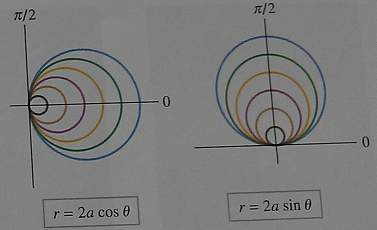 π/2
0
r = 2a cos θ
π/2
0
r = 2a sin θ